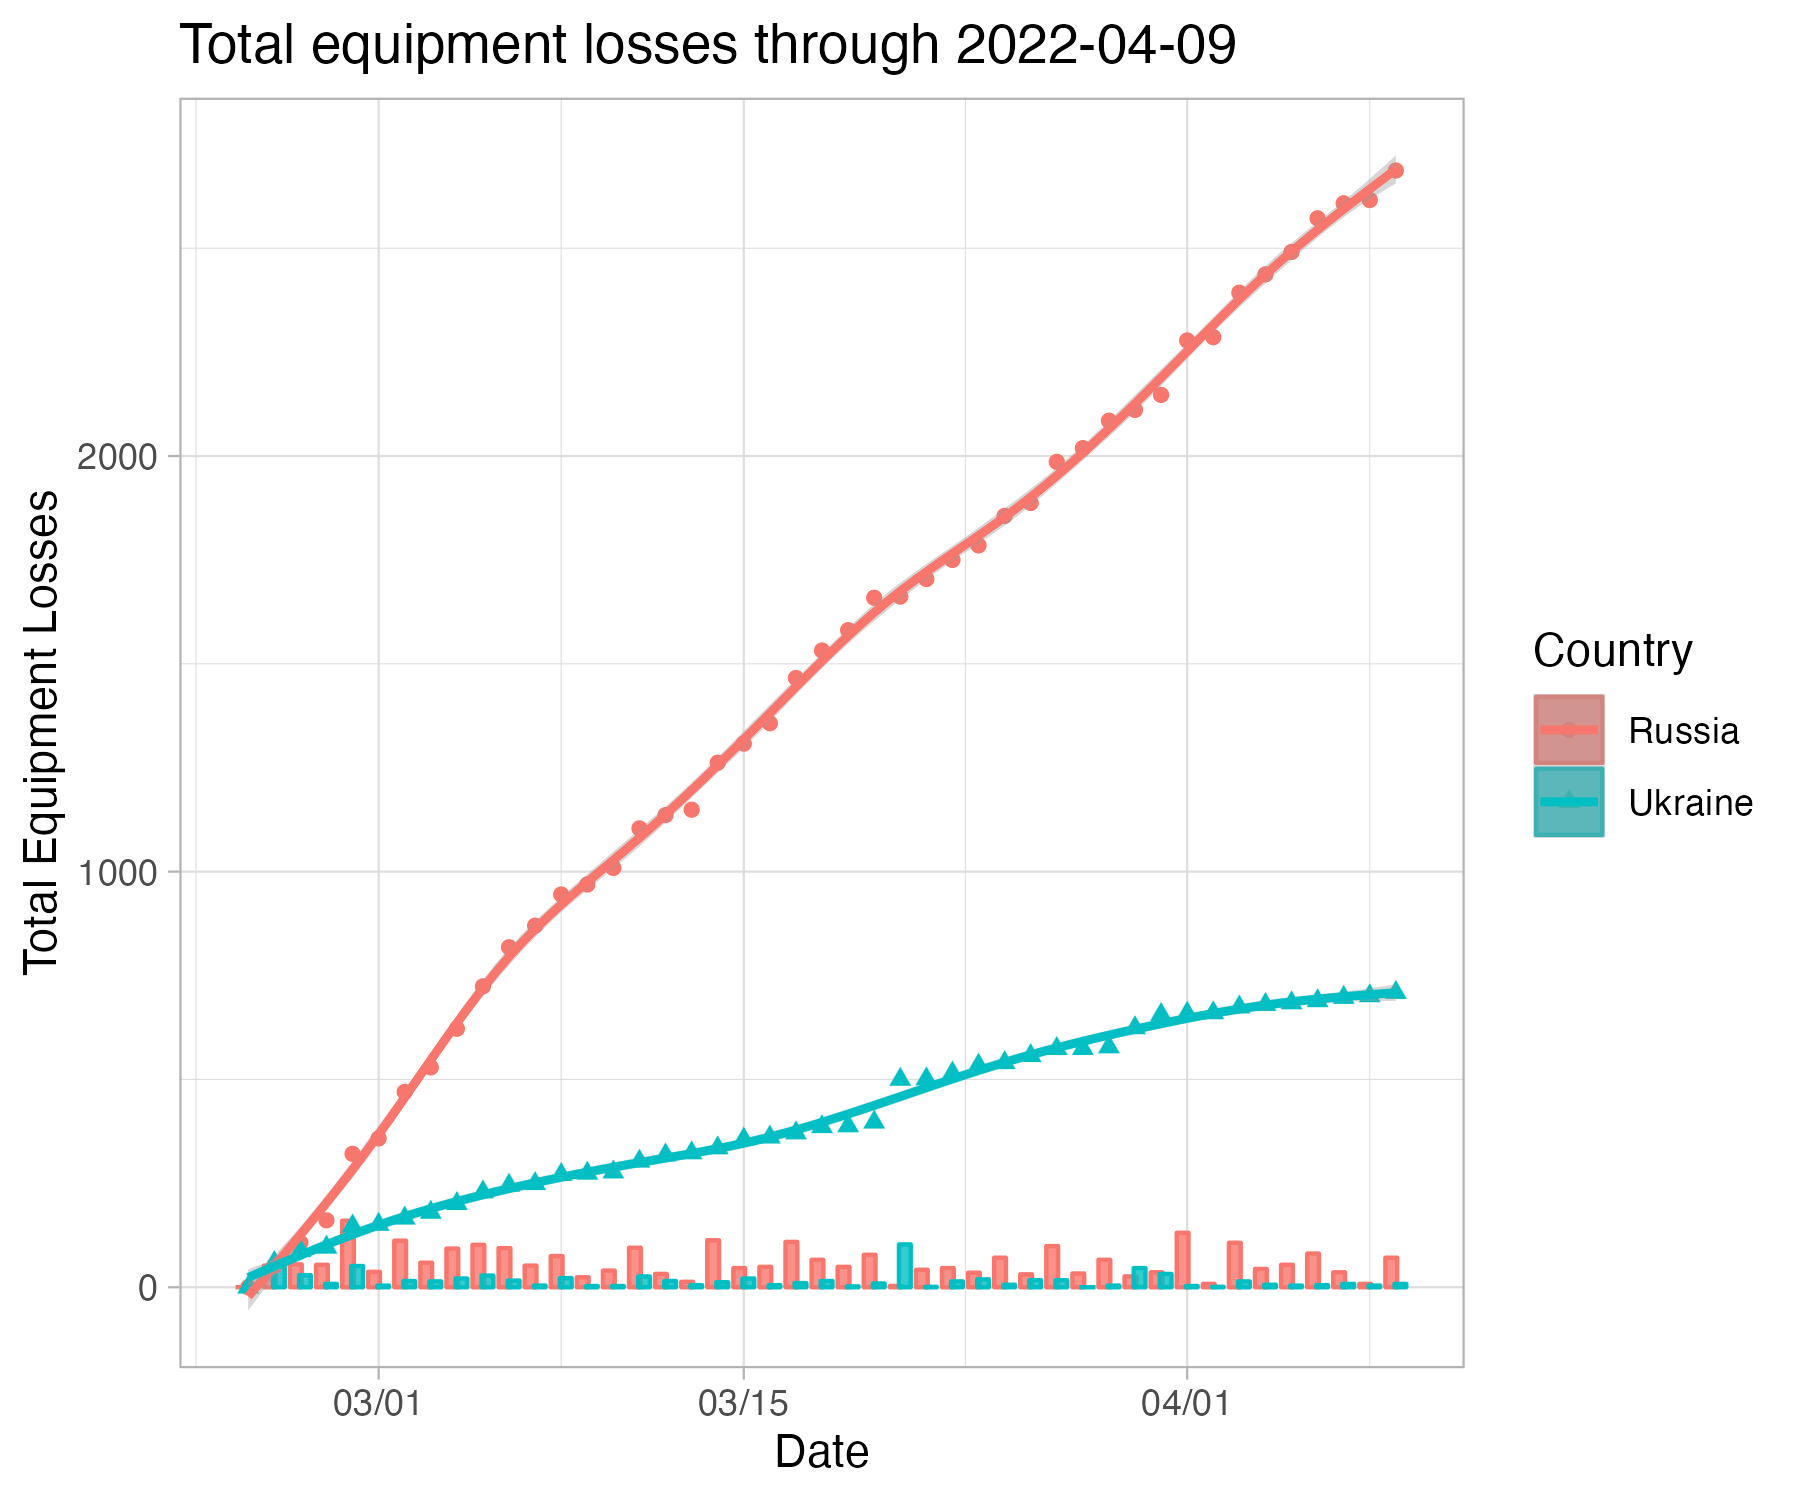 Total equipment losses through 2022-04-09
Total Equipment Losses
2000
1000
0
03/01
03/15
04/01
Date
Country
Russia
Ukraine